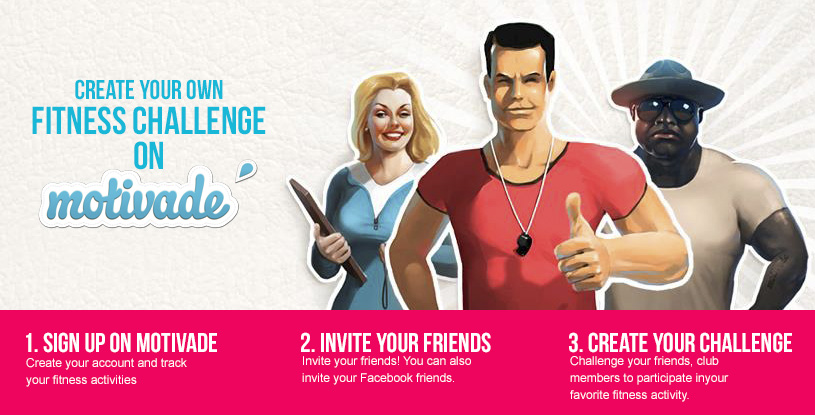 CREATE YOUR OWN
FITNESS CHALLENGE
ON
motivade
1. SIGN UP ON MOTIVADE
Create your account and track
your fitness activities
2. INVITE YOUR FRIENDS
Invite your friends! You can also
invite your Facebook friends.
3. CREATE YOUR CHALLENGE
Challenge your friends, club
members to participate inyour
favorite fitness activity.